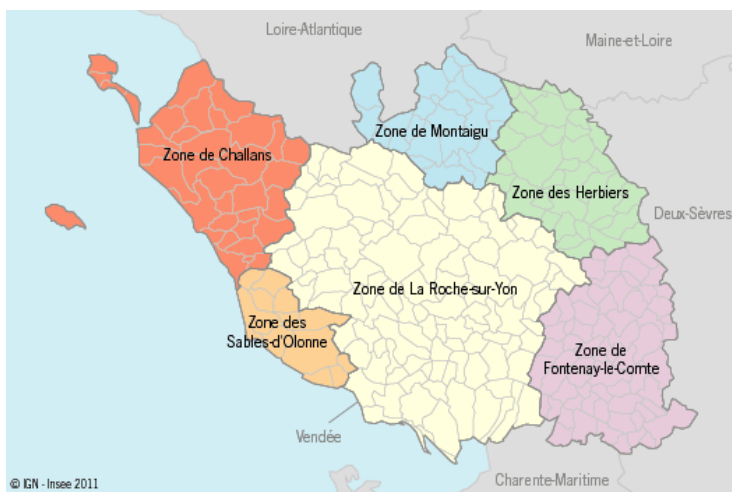 Loire-Atlantique
Maine-et-Loire
Zone de Montaigu
Zone de Challans
Zone des Herbiers
Deux-Sèvres
Zone de La Roche-sur-Yon
Zone des
Sables-d'Olonne
Zone de
Fontenay-le-Comte
Vendée
Charente-Maritime
© IGN - Insee 2011